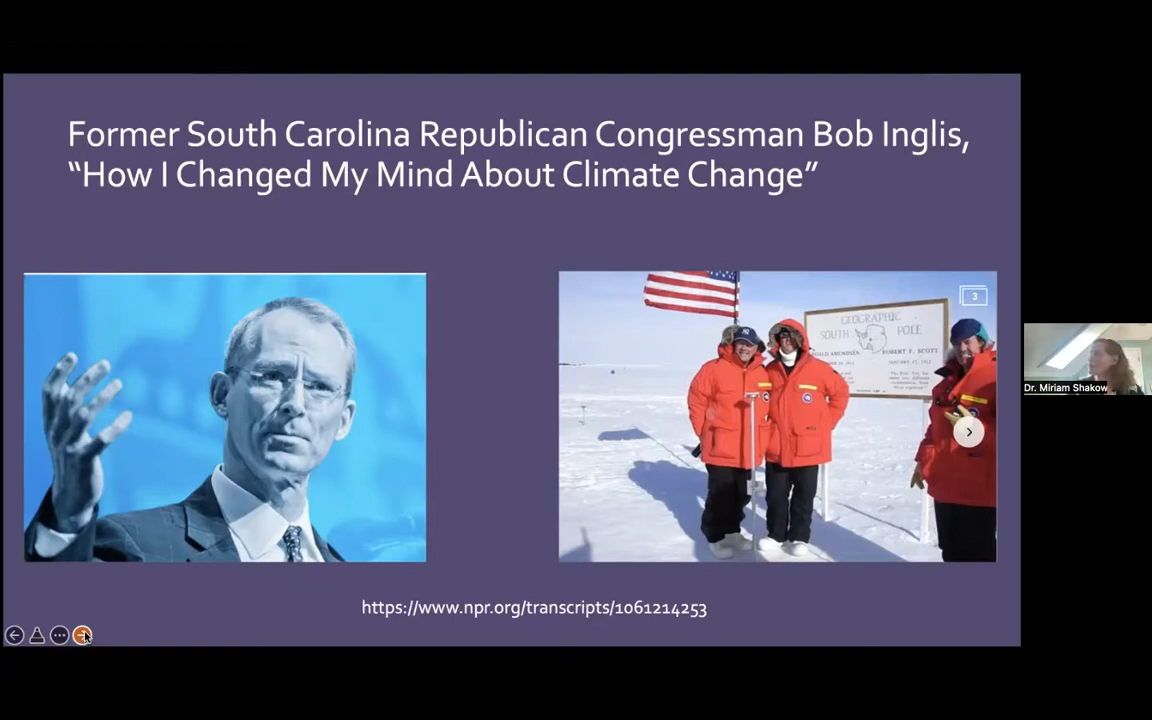 Former South Carolina Republican Congressman Bob Inglis,
“How I Changed My Mind About Climate Change”
3
GEOGRAPHIC
SOUTH POLE
ROALD AMUNDSEN ROBERT F. SCOTT
Dr. Miriam Shakow
https://www.npr.org/transcripts/1061214253